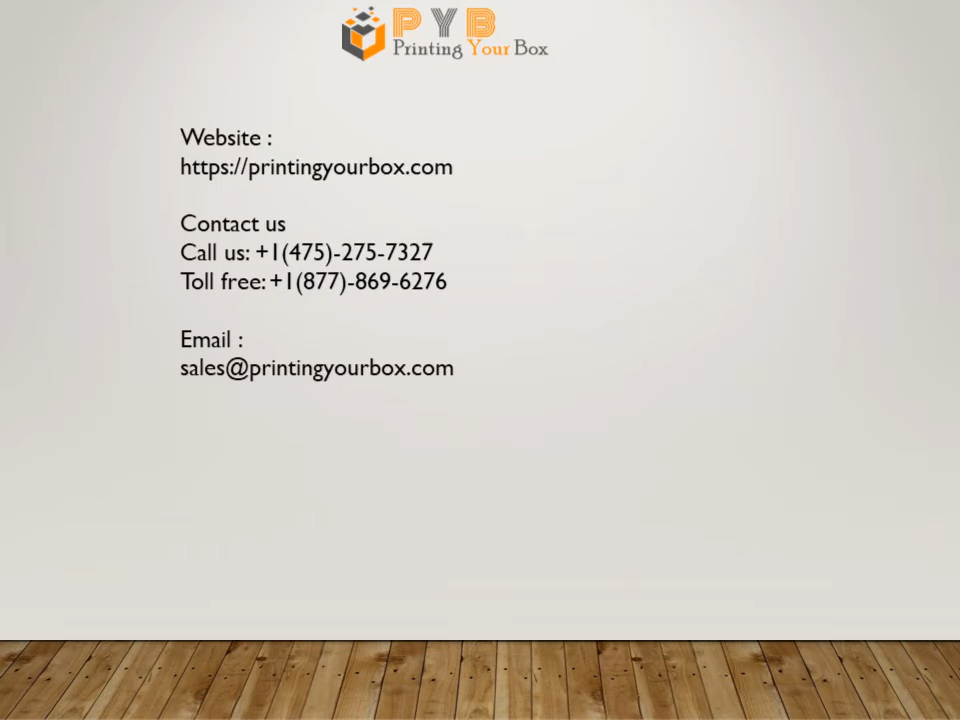 PYB
Printing Your Box
Website :
https://printingyourbox.com
Contact us
Call us: +1(475)-275-7327
Toll free: +1(877)-869-6276
Email :
sales@printingyourbox.com